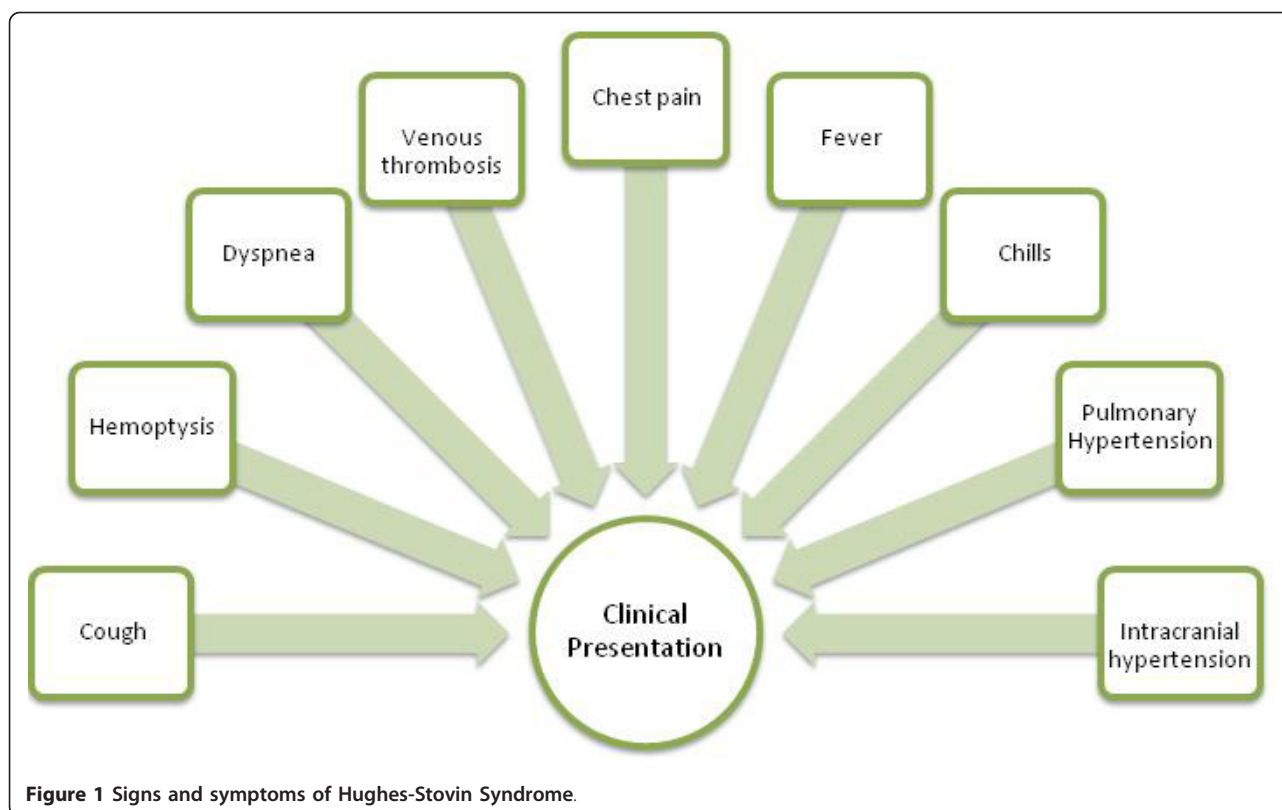 Chest pain
Venous
thrombosis
Fever
Dyspnea
Chills
Hemoptysis
Pulmonary
Hypertension
Cough
Clinical
Presentation
Intracranial
hypertension
Figure 1 Signs and symptoms of Hughes-Stovin Syndrome.